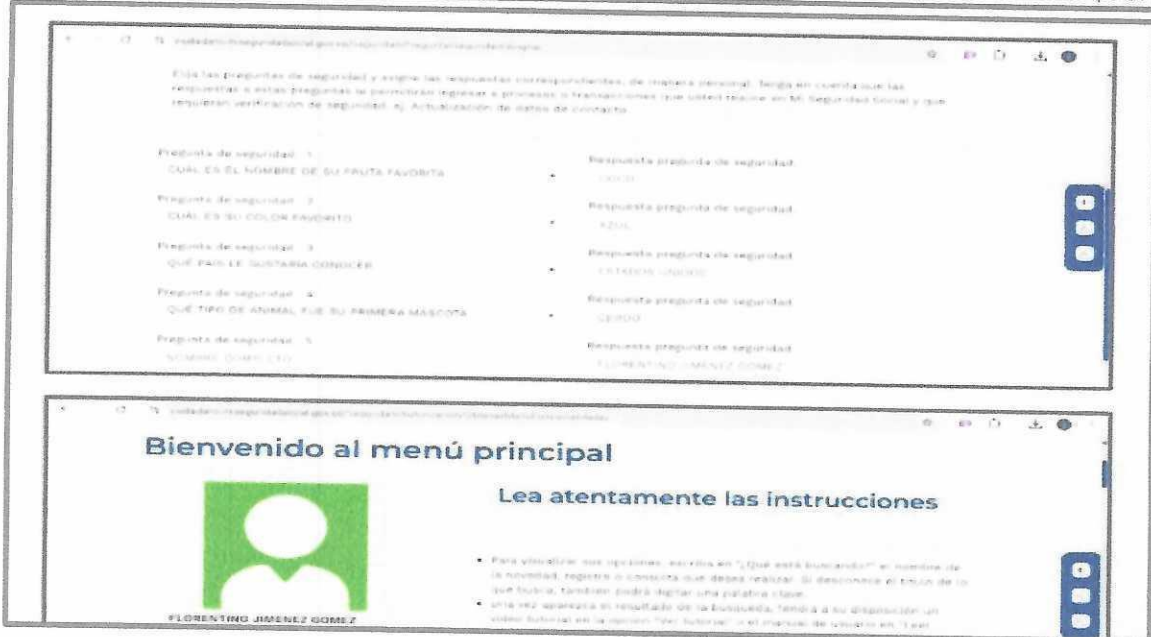 Elija las preguntas de seguridad y asigne las respuestas correspondientes, de manera personal. Tenga en cuenta que las
respuestas a estas preguntas le permitirán ingresar a procesos o transacciones que usted realice en Mi Seguridad Social y que
requieran verificación de seguridad. ej. Actualización de datos de contacto.
Pregunta de seguridad 1:
Respuesta pregunta de seguridad
CUÁL ES EL NOMBRE DE SU FRUTA FAVORITA
Pregunta de seguridad 2:
Respuesta pregunta de seguridad
CUÁL ES SU COLOR FAVORITO
AZUL
Pregunta de seguridad 3:
Respuesta pregunta de seguridad
QUÉ PAÍS LE GUSTARÍA CONOCER
ESTADOS UNIDOS
Pregunta de seguridad 4:
Respuesta pregunta de seguridad
QUÉ TIPO DE ANIMAL FUE SU PRIMERA MASCOTA
CERDO
Pregunta de seguridad 5:
Respuesta pregunta de seguridad
NOMBRE COMPLETO
FLORENTINO JIMENEZ GOMEZ
Bienvenido al menú principal
Lea atentamente las instrucciones
FLORENTINO JIMENEZ GOMEZ
Para visualizar sus opciones, escriba en "¿Qué está buscando?" el nombre de
la novedad, registro o consulta que desea realizar. Si desconoce el título de lo
que busca, también podrá digitar una palabra clave.
Una vez aparezca el resultado de la búsqueda, tendrá a su disposición un
video tutorial en la opción "Ver tutorial" o el manual de usuario en "Leer